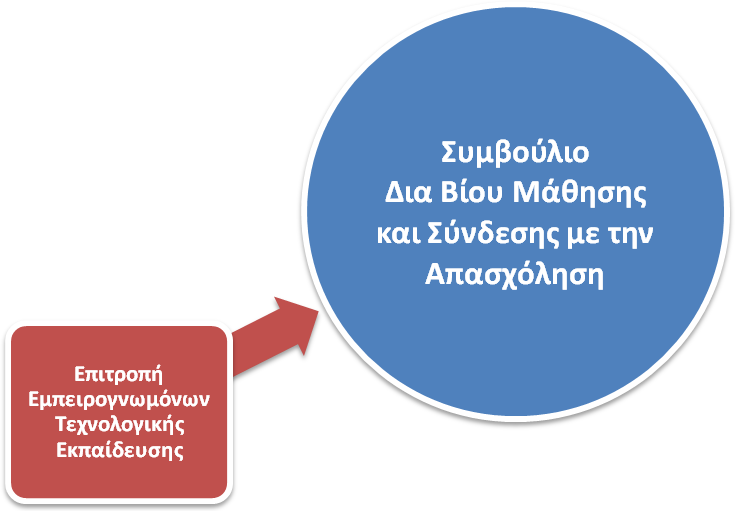 Συμβούλιο
Δια Βίου Μάθησης
και Σύνδεσης με την
Απασχόληση
Επιτροπή
Εμπειρογνωμόνων
Τεχνολογικής
Εκπαίδευσης